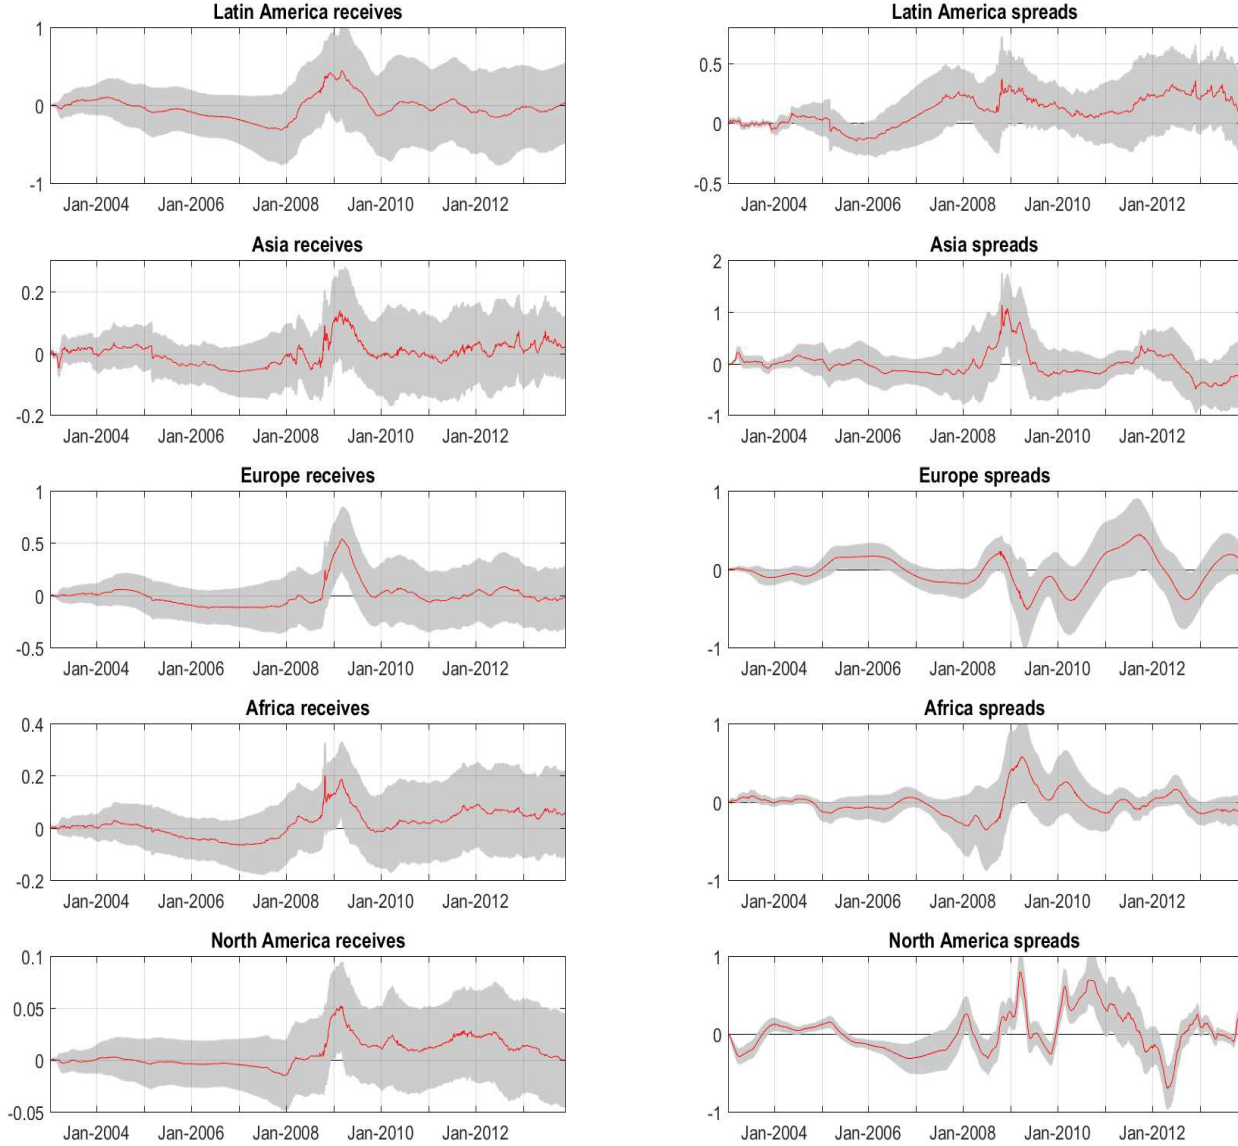 Latin America receives
1
0
-1
Jan-2004 Jan-2006 Jan-2008 Jan-2010 Jan-2012
Latin America spreads
0.5
0
-0.5
Jan-2004 Jan-2006 Jan-2008 Jan-2010 Jan-2012
Asia receives
0.2
0
-0.2
Jan-2004 Jan-2006 Jan-2008 Jan-2010 Jan-2012
Asia spreads
2
1
0
-1
Jan-2004 Jan-2006 Jan-2008 Jan-2010 Jan-2012
Europe receives
1
0.5
0
-0.5
Jan-2004 Jan-2006 Jan-2008 Jan-2010 Jan-2012
Europe spreads
1
0
-1
Jan-2004 Jan-2006 Jan-2008 Jan-2010 Jan-2012
Africa receives
0.4
0.2
0
-0.2
Jan-2004 Jan-2006 Jan-2008 Jan-2010 Jan-2012
Africa spreads
1
0
-1
Jan-2004 Jan-2006 Jan-2008 Jan-2010 Jan-2012
North America receives
0.1
0.05
0
-0.05
Jan-2004 Jan-2006 Jan-2008 Jan-2010 Jan-2012
North America spreads
1
0
-1
Jan-2004 Jan-2006 Jan-2008 Jan-2010 Jan-2012